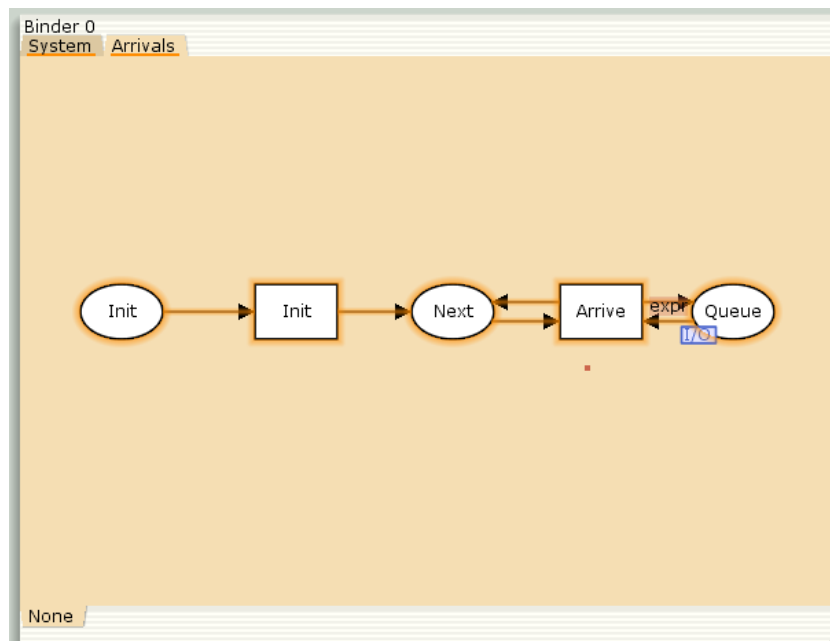 Binder 0
System Arrivals
Init Init Next Arrive expr Queue
I/O
None